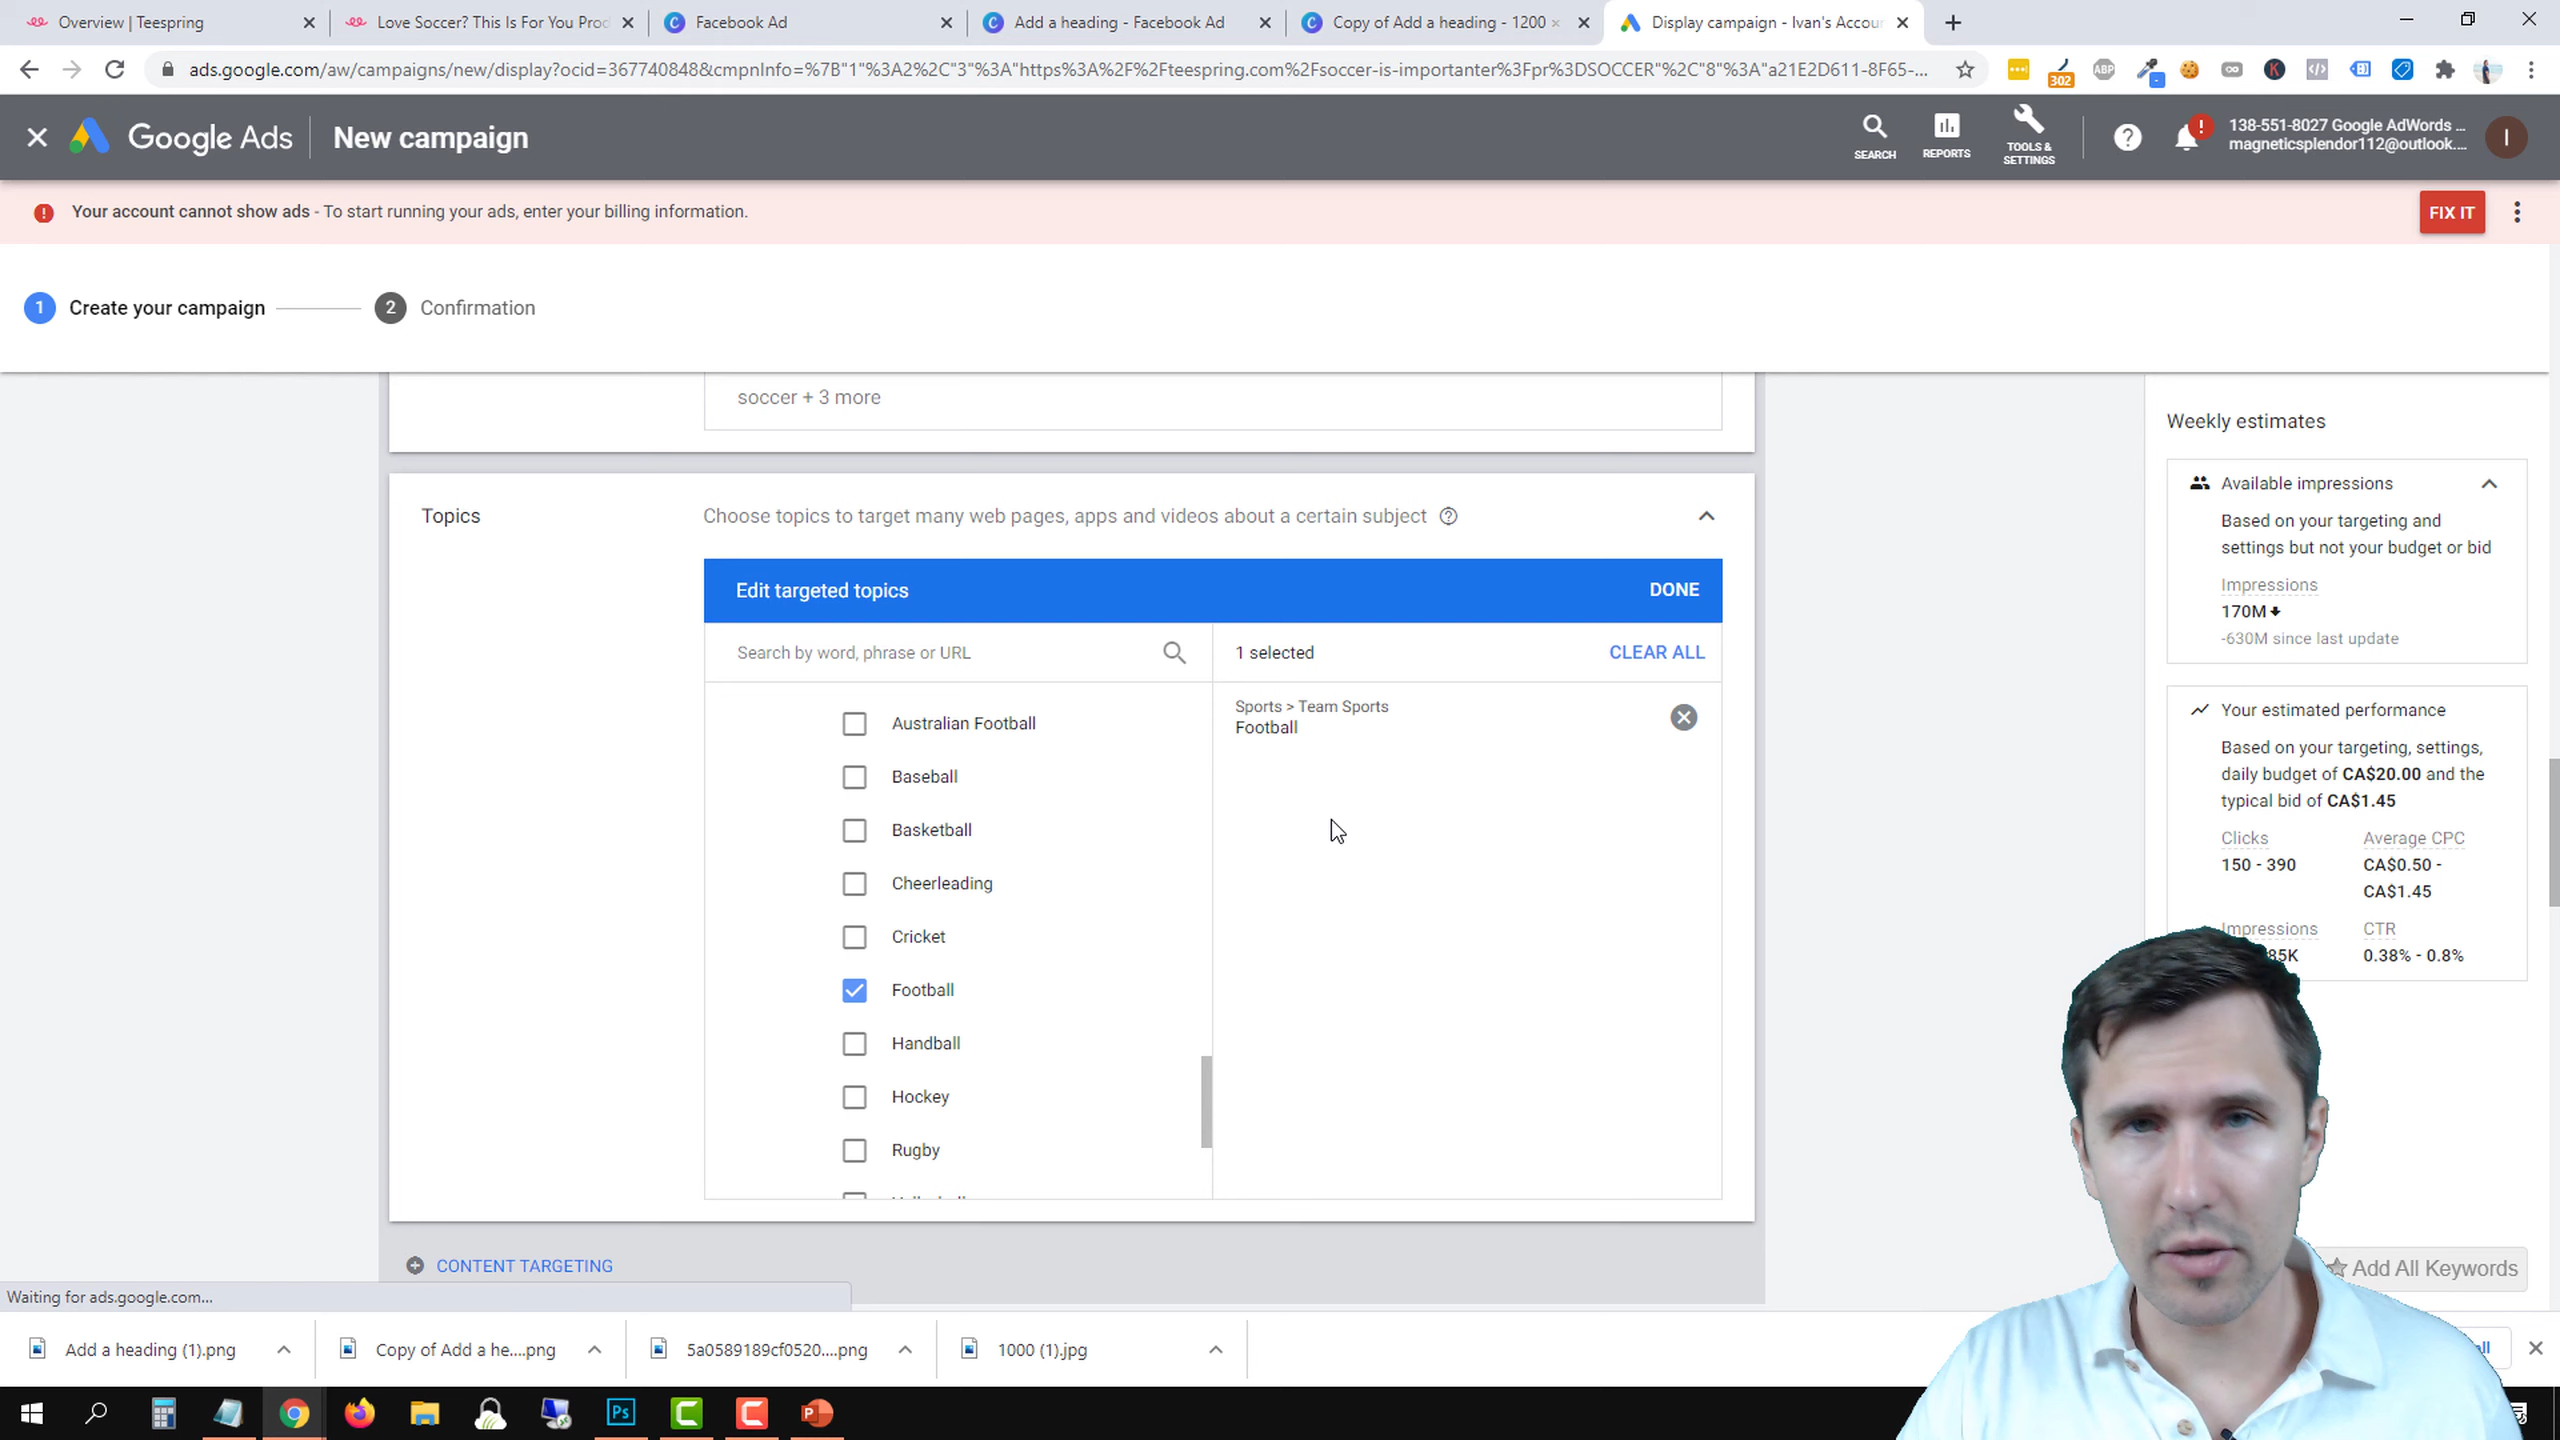 Overview | Teespring
Love Soccer? This Is For You Prod
Facebook Ad
Add a heading - Facebook Ad
Copy of Add a heading - 1200 ×
Display campaign - Ivan's Accoun
ads.google.com/aw/campaigns/new/display?ocid=367740848&cmpnInfo=%7B"1"%3A2%2C"3"%3A"https%3A%2F%2Fteespring.com%2Fsoccer-is-importanter%3Fpr%3DSOCCER"%2C"8"%3A"a21E2D611-8F65-...
302
ABP
Google Ads
New campaign
SEARCH
REPORTS
TOOLS &
SETTINGS
138-551-8027 Google AdWords ...
magneticsplendor112@outlook....
I
Your account cannot show ads - To start running your ads, enter your billing information.
FIX IT
1 Create your campaign
2 Confirmation
soccer + 3 more
Topics
Choose topics to target many web pages, apps and videos about a certain subject
Edit targeted topics
DONE
Search by word, phrase or URL
1 selected
CLEAR ALL
Australian Football
Baseball
Basketball
Cheerleading
Cricket
Football
Handball
Hockey
Rugby
Sports > Team Sports
Football
CONTENT TARGETING
Weekly estimates
Available impressions
Based on your targeting and
settings but not your budget or bid
Impressions
170M
-630M since last update
Your estimated performance
Based on your targeting, settings,
daily budget of CA$20.00 and the
typical bid of CA$1.45
Clicks
Average CPC
150 - 390
CA$0.50 -
CA$1.45
Impressions
CTR
85K
0.38% - 0.8%
Add All Keywords
Waiting for ads.google.com...
Add a heading (1).png
Copy of Add a he....png
5a0589189cf0520....png
1000 (1).jpg
Ps